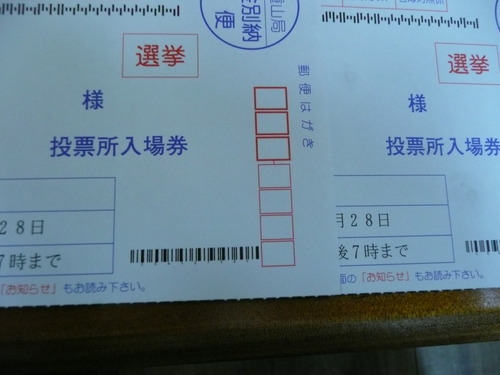 山局
別納
便
選挙
郵便はがき
様
投票所入場券
28日
7時まで
「お知らせ」もお読み下さい。
選挙
様
投票所入場
月28日
後7時まで
面の「お知らせ」もお読み下さ